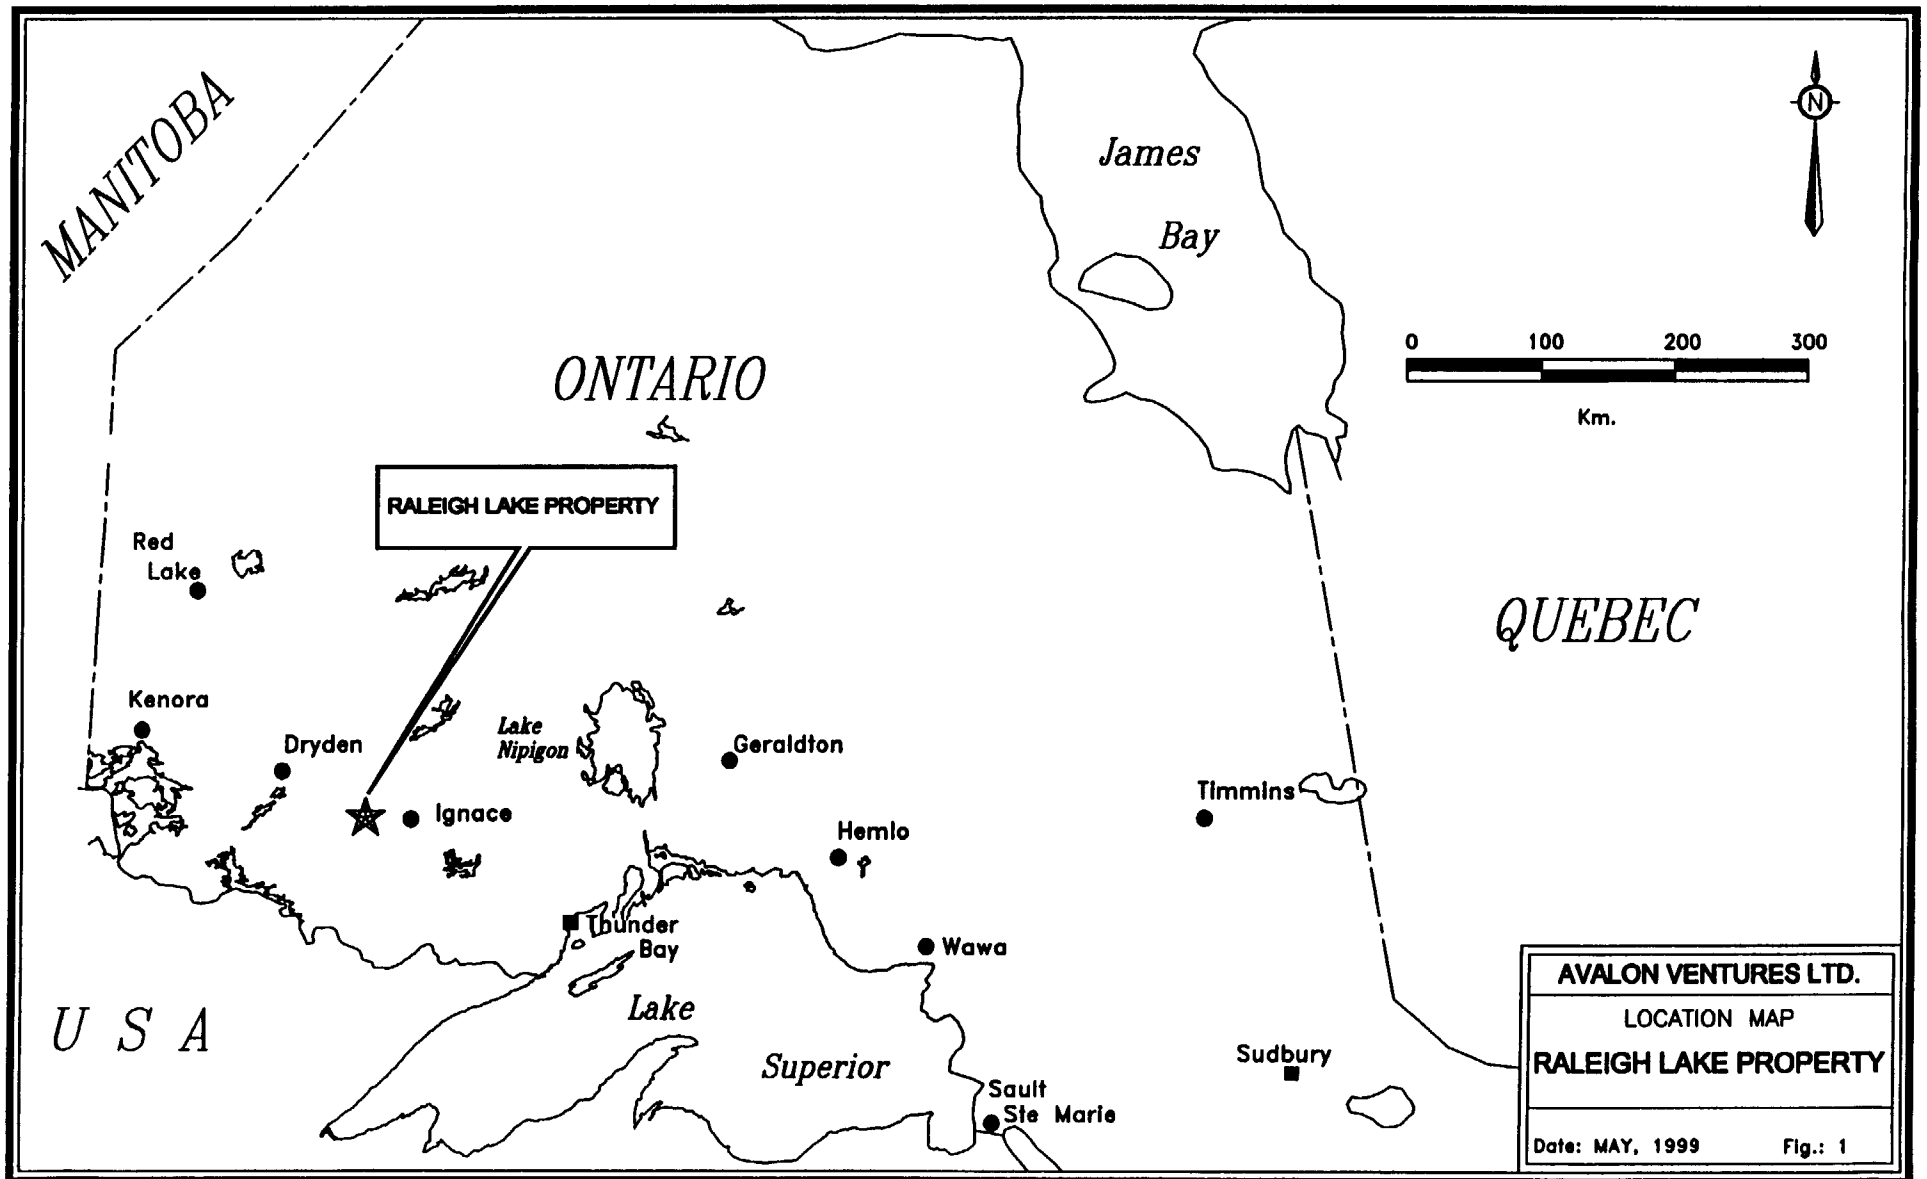 MANITOBA
N
James
Bay
0 100 200 300
Km.
ONTARIO
RALEIGH LAKE PROPERTY
Red
Lake
QUEBEC
Kenora
Dryden
Lake
Nipigon
Geraldton
Timmins
Ignace
Hemlo
Thunder
Bay
Wawa
Lake
Superior
U S A
Sudbury
Sault
Ste Marie
AVALON VENTURES LTD.
LOCATION MAP
RALEIGH LAKE PROPERTY
Date: MAY, 1999 Fig.: 1